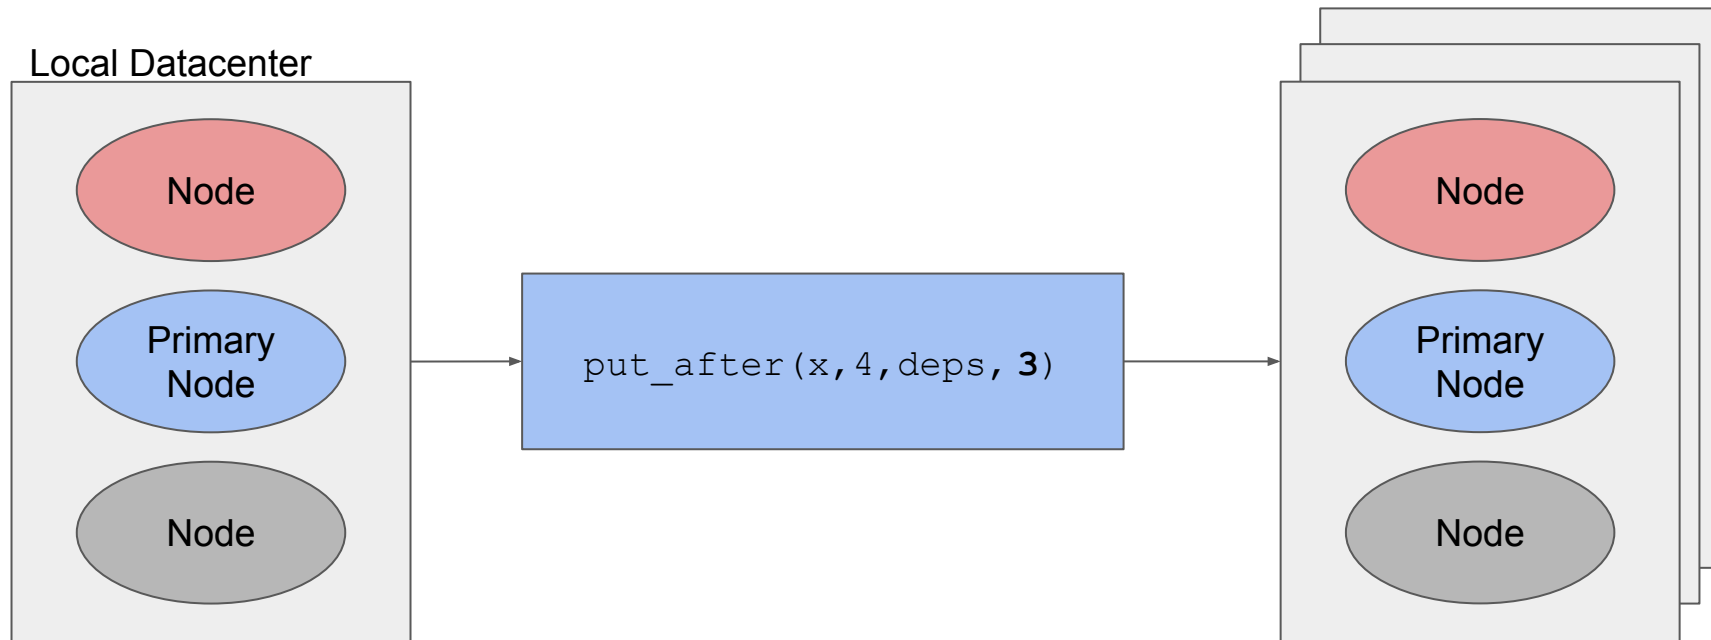 Local Datacenter
Node
Primary
Node
Node
put_after(x,4,deps,3)
Node
Primary
Node
Node